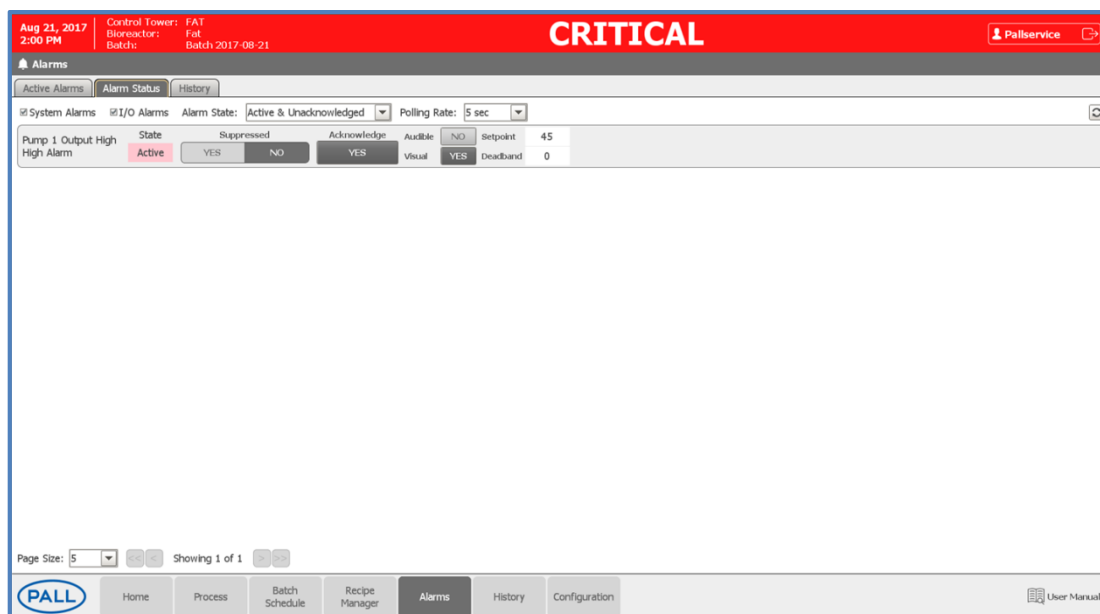 Aug 21, 2017
2:00 PM
Control Tower: FAT
Bioreactor: Fat
Batch: Batch 2017-08-21
CRITICAL
Pallservice
Alarms
Active Alarms Alarm Status History
System Alarms I/O Alarms Alarm State: Active & Unacknowledged Polling Rate: 5 sec
Pump 1 Output High
High Alarm
State
Active
Suppressed
YES NO
Acknowledge
YES
Audible NO Setpoint 45
Visual YES Deadband 0
Page Size: 5 << < Showing 1 of 1 > >>
PALL
Home
Process
Batch
Schedule
Recipe
Manager
Alarms
History
Configuration
User Manual